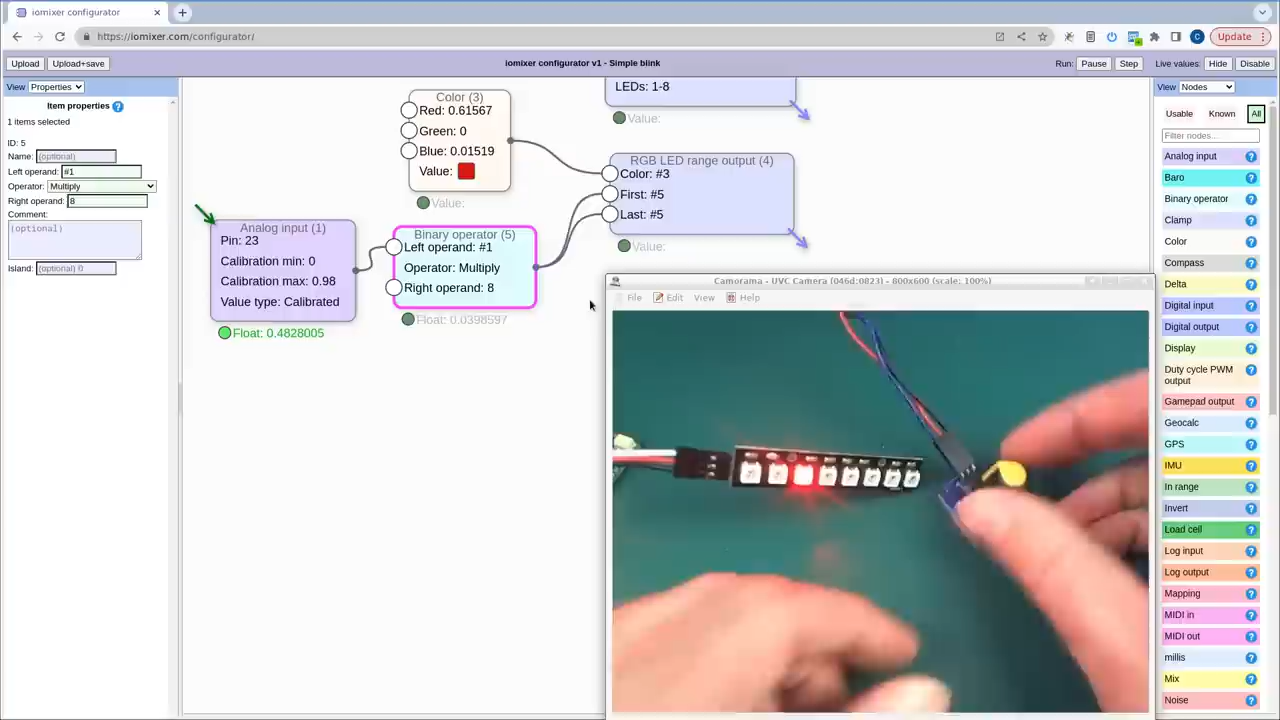 iomixer configurator
https://iomixer.com/configurator/
Update
Upload
Upload+save
iomixer configurator v1 - Simple blink
Run:
Pause
Step
Live values:
Hide
Disable
View
Properties
Item properties
1 items selected
ID: 5
Name:
(optional)
Left operand:
#1
Operator:
Multiply
Right operand:
8
Comment:
(optional)
Island:
(optional) 0
Color (3)
Red: 0.61567
Green: 0
Blue: 0.01519
Value:
Value:
LEDs: 1-8
Value:
RGB LED range output (4)
Color: #3
First: #5
Last: #5
Value:
Analog input (1)
Pin: 23
Calibration min: 0
Calibration max: 0.98
Value type: Calibrated
Float: 0.4828005
Binary operator (5)
Left operand: #1
Operator: Multiply
Right operand: 8
Float: 0.0398597
Camorama - UVC Camera (046d:0823) - 800x600 (scale: 100%)
File
Edit
View
Help
View
Nodes
Usable
Known
All
Filter nodes...
Analog input
Baro
Binary operator
Clamp
Color
Compass
Delta
Digital input
Digital output
Display
Duty cycle PWM
output
Gamepad output
Geocalc
GPS
IMU
In range
Invert
Load cell
Log input
Log output
Mapping
MIDI in
MIDI out
millis
Mix
Noise